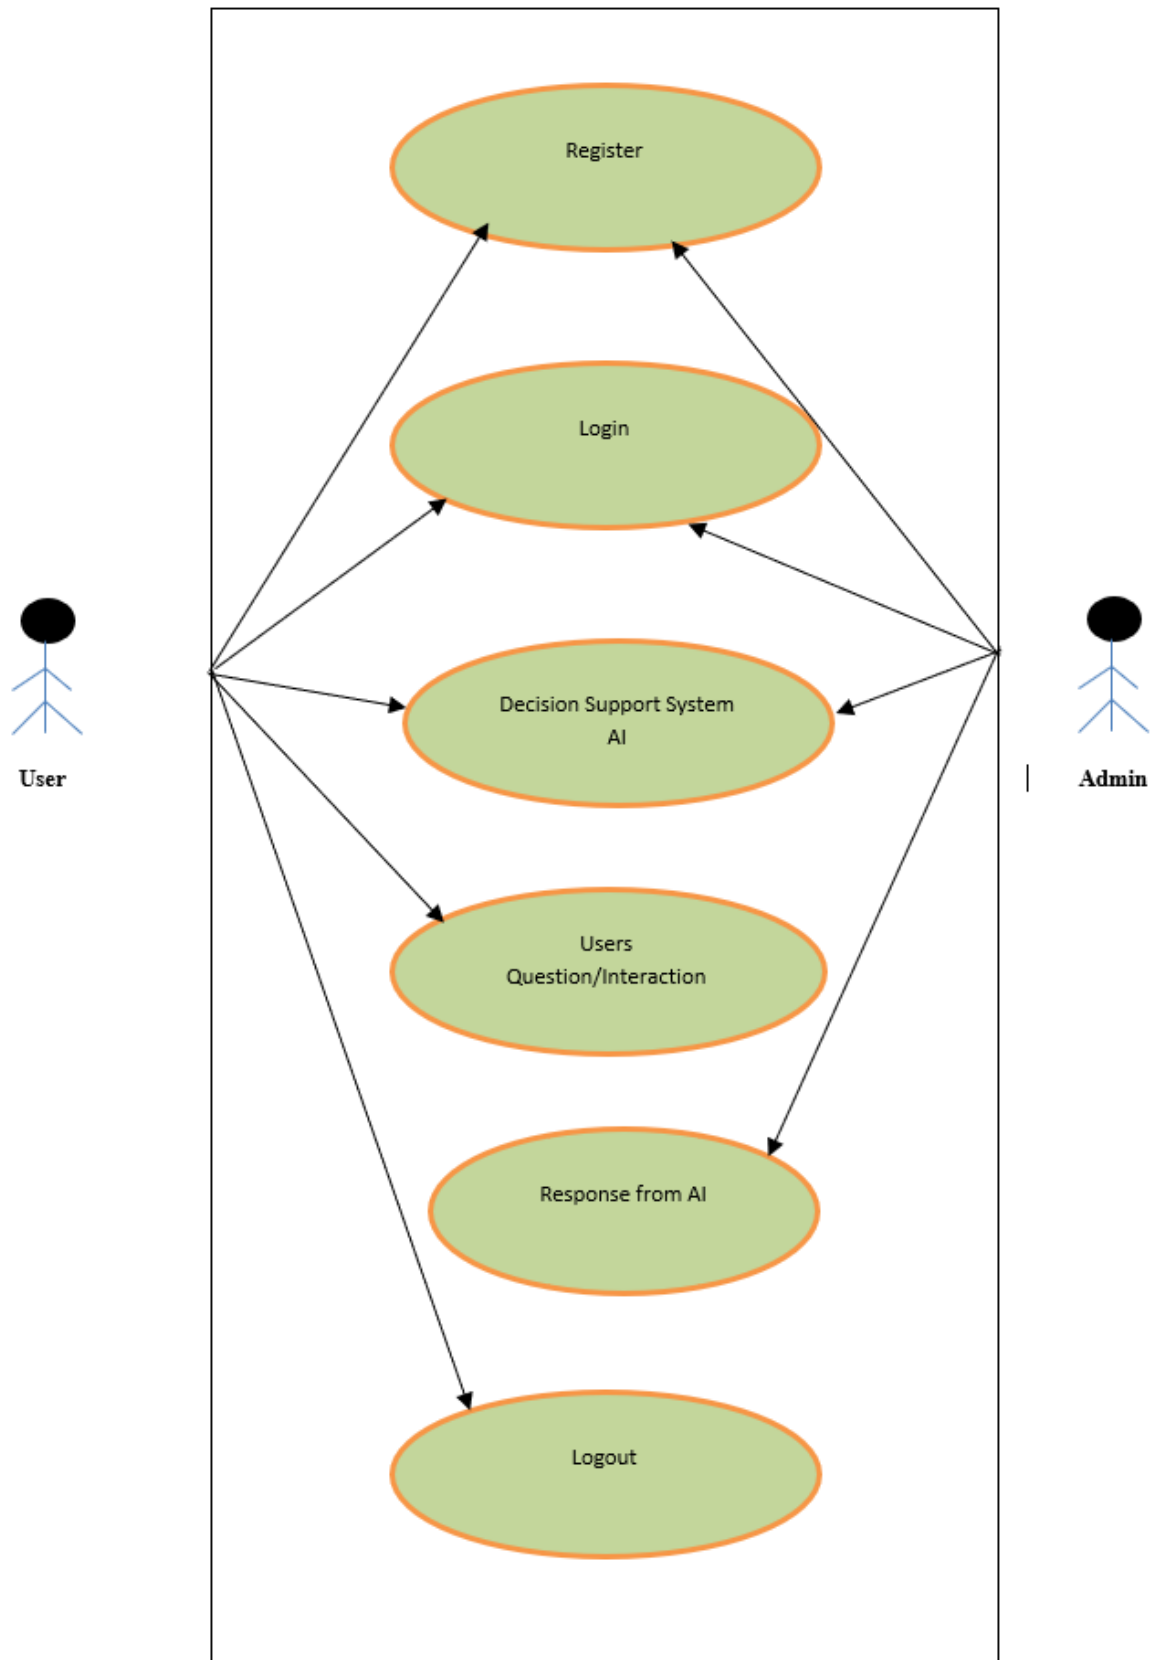 Register
Login
Decision Support System
AI
User
Admin
Users
Question/Interaction
Response from AI
Logout